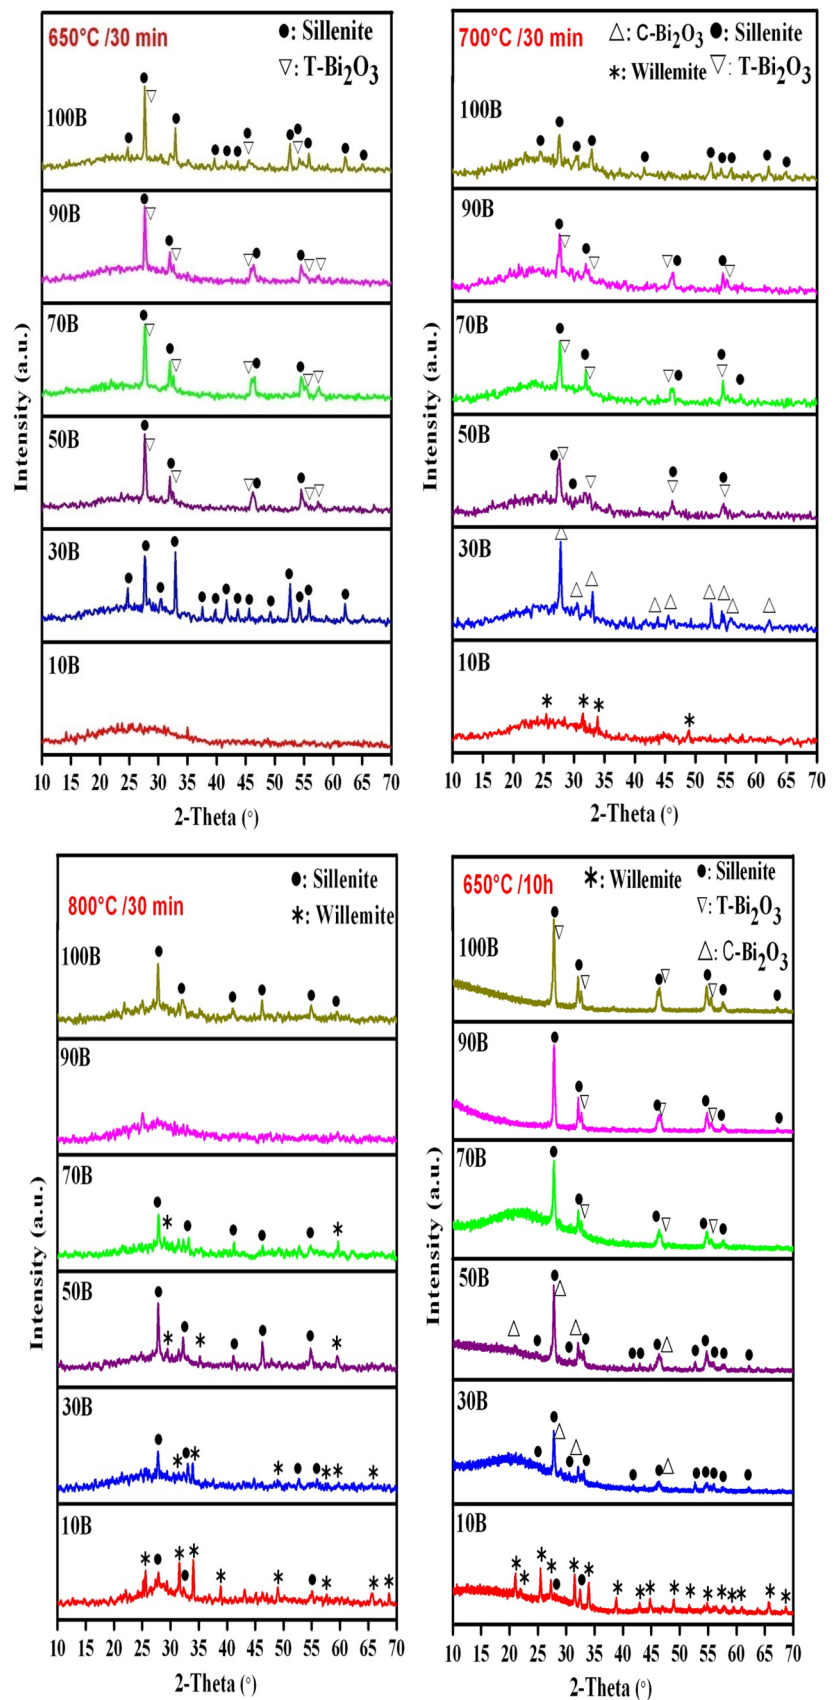 650°C /30 min
●: Sillenite
▽: T-Bi₂O₃
100B
90B
70B
50B
30B
10B
Intensity (a.u.)
10 15 20 25 30 35 40 45 50 55 60 65 70
2-Theta (°)
700°C /30 min
△: C-Bi₂O₃ ●: Sillenite
*: Willemite ▽: T-Bi₂O₃
100B
90B
70B
50B
30B
10B
Intensity (a.u.)
10 15 20 25 30 35 40 45 50 55 60 65 70
2-Theta (°)
800°C /30 min
●: Sillenite
*: Willemite
100B
90B
70B
50B
30B
10B
Intensity (a.u.)
10 15 20 25 30 35 40 45 50 55 60 65 70
2-Theta (°)
650°C /10h
*: Willemite ●: Sillenite
▽: T-Bi₂O₃
△: C-Bi₂O₃
100B
90B
70B
50B
30B
10B
Intensity (a.u.)
10 15 20 25 30 35 40 45 50 55 60 65 70
2-Theta (°)